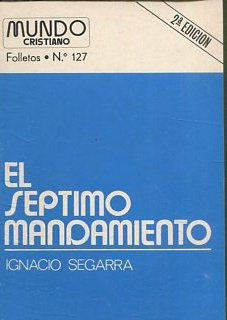 MUNDO
CRISTIANO
Folletos • N.º 127
2ª EDICION
EL
SEPTIMO
MANDAMIENTO
IGNACIO SEGARRA